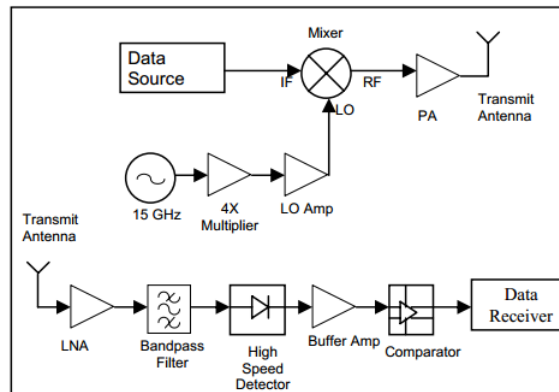 Mixer
Data
Source
IF
RF
LO
PA
Transmit
Antenna
15 GHz
4X
Multiplier
LO Amp
Transmit
Antenna
LNA
Bandpass
Filter
High
Speed
Detector
Buffer Amp
Comparator
Data
Receiver